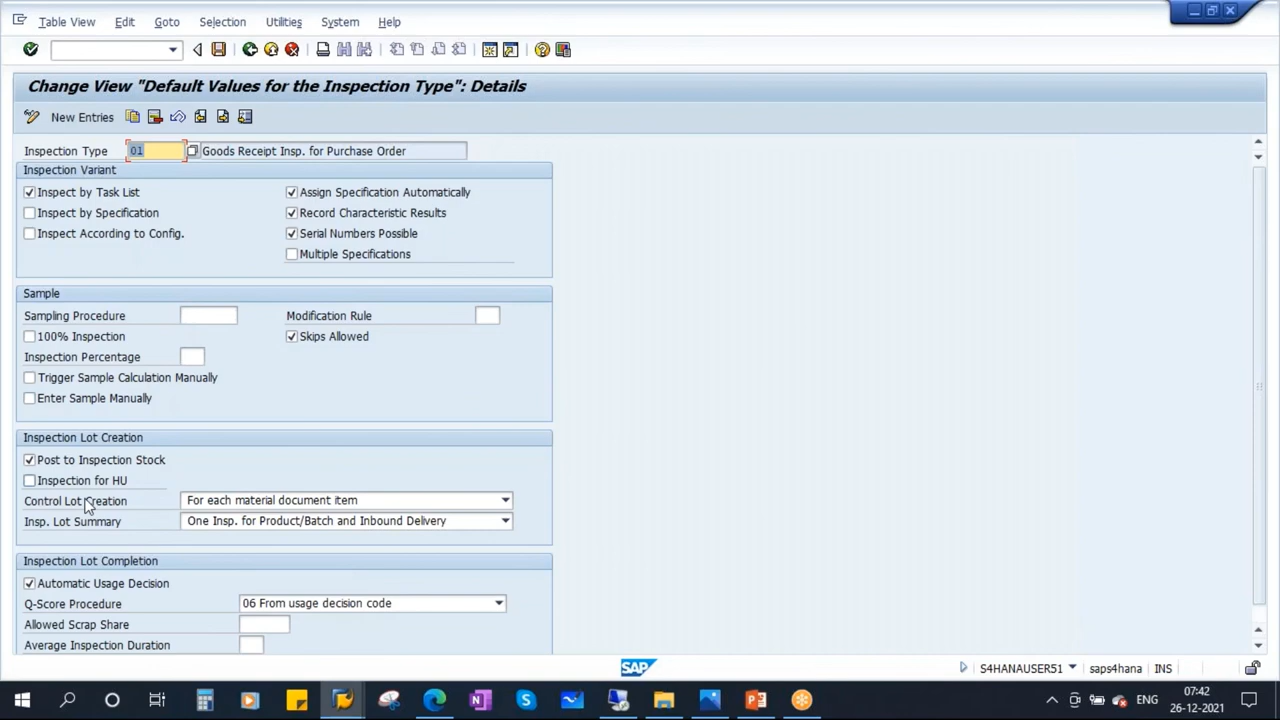 Table View Edit Goto Selection Utilities System Help
Change View "Default Values for the Inspection Type": Details
New Entries
Inspection Type 01 Goods Receipt Insp. for Purchase Order
Inspection Variant
Inspect by Task List Assign Specification Automatically
Inspect by Specification Record Characteristic Results
Inspect According to Config. Serial Numbers Possible
Multiple Specifications
Sample
Sampling Procedure Modification Rule
100% Inspection Skips Allowed
Inspection Percentage
Trigger Sample Calculation Manually
Enter Sample Manually
Inspection Lot Creation
Post to Inspection Stock
Inspection for HU
Control Lot Creation For each material document item
Insp. Lot Summary One Insp. for Product/Batch and Inbound Delivery
Inspection Lot Completion
Automatic Usage Decision
Q-Score Procedure 06 From usage decision code
Allowed Scrap Share
Average Inspection Duration
SAP S4HANAUSER51 saps4hana INS
ENG 07:42
26-12-2021